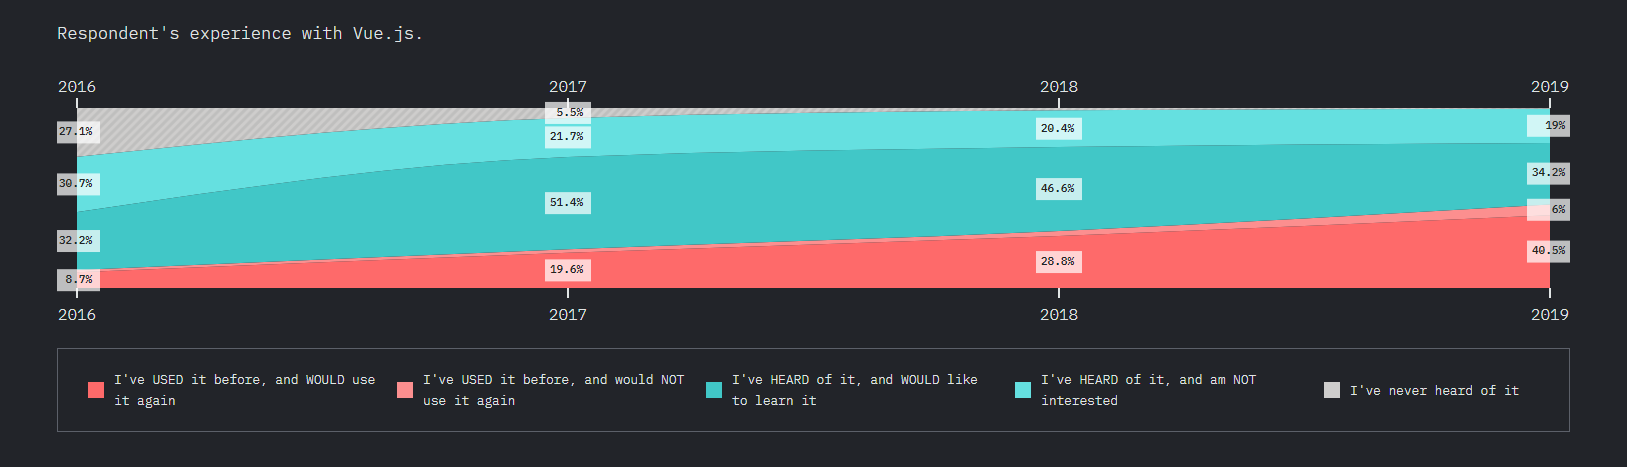 Respondent's experience with Vue.js.
2016 2017 2018 2019
27.1% 5.5% 20.4% 19%
30.7% 21.7% 46.6% 34.2%
32.2% 51.4% 28.8% 6%
8.7% 19.6% 40.5%
2016 2017 2018 2019
I've USED it before, and WOULD use
it again
I've USED it before, and would NOT
use it again
I've HEARD of it, and WOULD like
to learn it
I've HEARD of it, and am NOT
interested
I've never heard of it